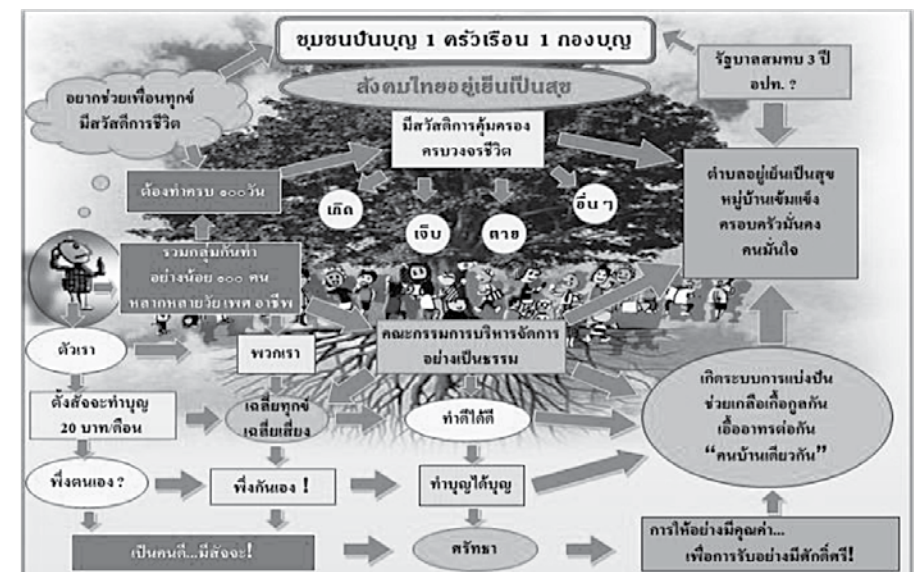 ชุมชนปันบุญ 1 ครัวเรือน 1 กองบุญ
สังคมไทยอยู่เย็นเป็นสุข
อยากช่วยเพื่อนทุกข์
มีสวัสดิการชีวิต
รัฐบาลสมทบ 3 ปี
อปท. ?
มีสวัสดิการคุ้มครอง
ครบวงจรชีวิต
ต้องทำครบ ๑๐๐วัน
เกิด
เจ็บ
ตาย
อื่น ๆ
ตำบลอยู่เย็นเป็นสุข
หมู่บ้านเข้มแข็ง
ครอบครัวมั่นคง
คนมั่นใจ
รวมกลุ่มกันทำ
อย่างน้อย ๑๐๐ คน
หลากหลายวัย เพศ อาชีพ
ตัวเรา
พวกเรา
คณะกรรมการบริหารจัดการ
อย่างเป็นธรรม
ตั้งสัจจะทำบุญ
20 บาท/เดือน
เฉลี่ยทุกข์
เฉลี่ยเสี่ยง
ทำดีได้ดี
เกิดระบบการแบ่งปัน
ช่วยเกลือเกื้อกูลกัน
เอื้ออาทรต่อกัน
“คนบ้านเดียวกัน”
พึ่งตนเอง ?
พึ่งกันเอง !
ทำบุญได้บุญ
เป็นคนดี...มีสัจจะ!
ศรัทธา
การให้อย่างมีคุณค่า...
เพื่อการรับอย่างมีศักดิ์ศรี!